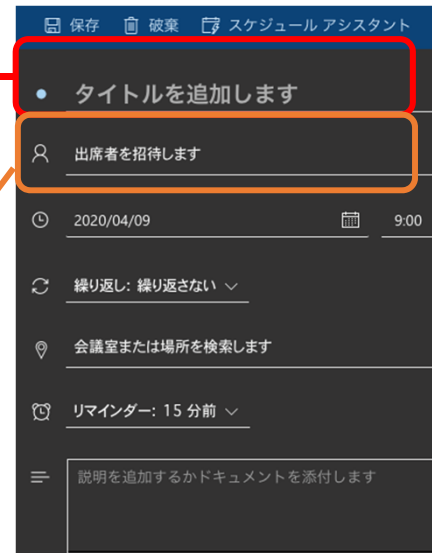 保存 破棄 スケジュール アシスタント
タイトルを追加します
出席者を招待します
2020/04/09 9:00
繰り返し: 繰り返さない
会議室または場所を検索します
リマインダー: 15 分前
説明を追加するかドキュメントを添付します